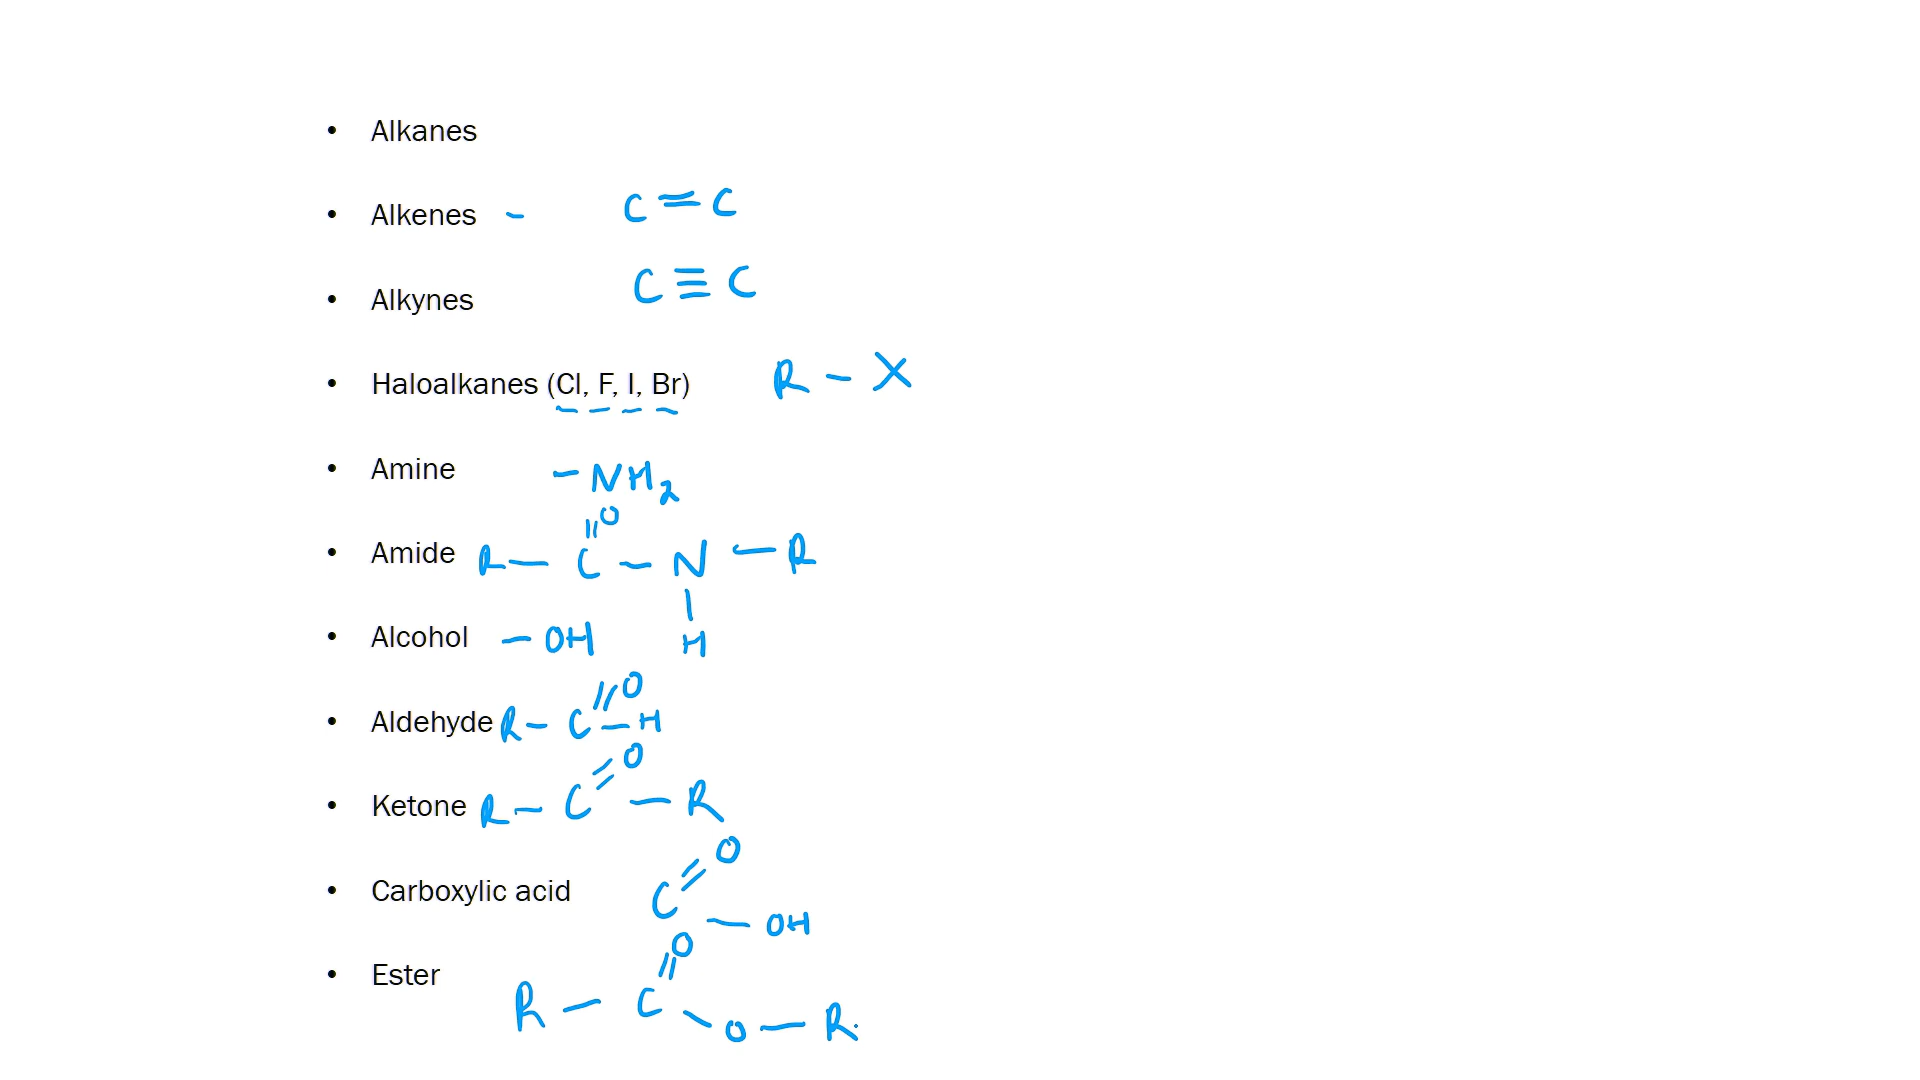 • Alkanes
• Alkenes - C = C
• Alkynes C ≡ C
• Haloalkanes (Cl, F, I, Br) R - X
• Amine - NH₂
O
||
• Amide R - C - N - R
|
H
• Alcohol - OH
O
//
• Aldehyde R - C - H
O
//
• Ketone R - C - R
O
//
• Carboxylic acid C - OH
O
//
• Ester R - C - O - R